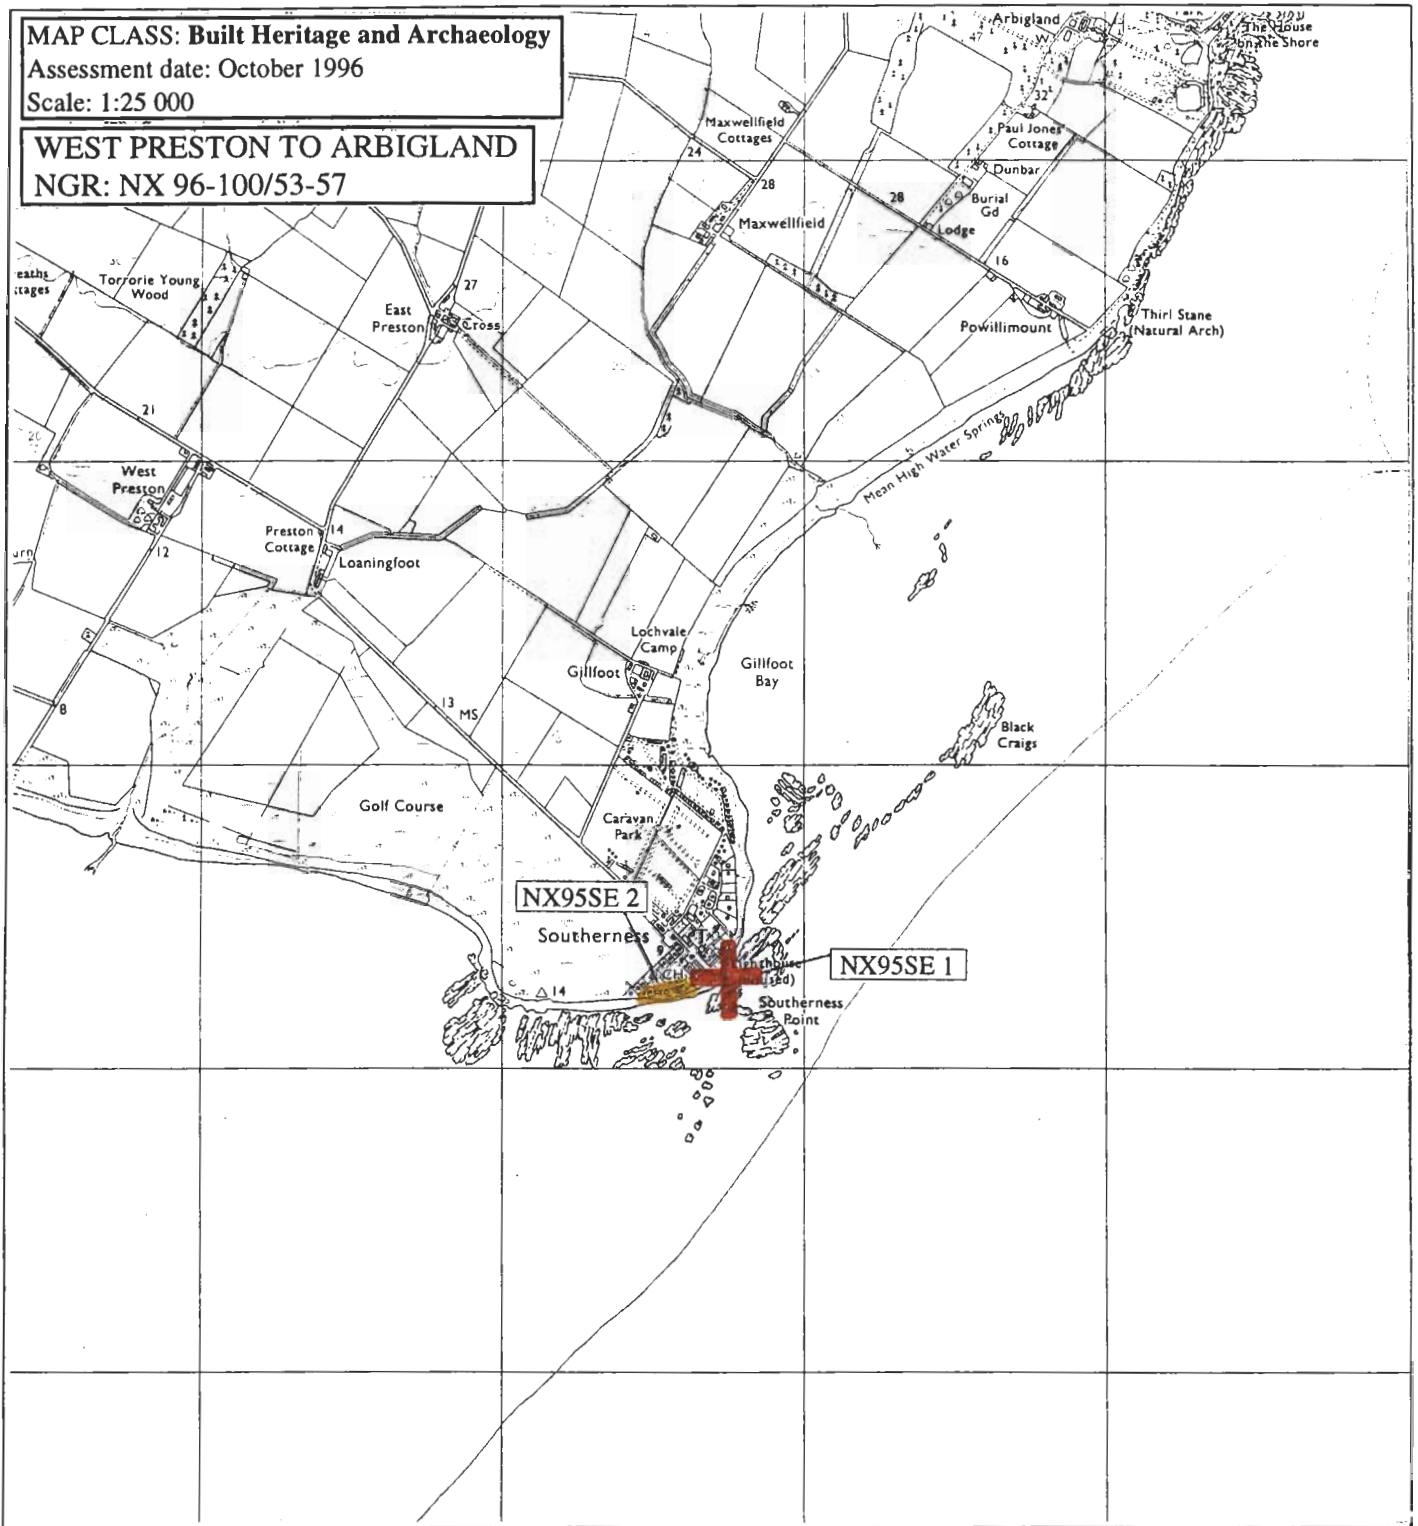 MAP CLASS: Built Heritage and Archaeology
Assessment date: October 1996
Scale: 1:25 000
WEST PRESTON TO ARBIGLAND
NGR: NX 96-100/53-57
Arbigland
W
47
The House
on the Shore
32
Paul Jones
Cottage
Maxwellfield
Cottages
24
28
Dunbar
28
Burial
Gd
Maxwellfield
Lodge
16
Torrorie Young
Wood
27
East
Preston
Cross
Powillimount
Thirl Stane
(Natural Arch)
21
20
West
Preston
Mean High Water Springs
12
Preston
Cottage
14
Loaningfoot
Lochvale
Camp
Gillfoot
Gillfoot
Bay
8
13
MS
Black
Craigs
Golf Course
Caravan
Park
NX95SE 2
Southerness
9
NX95SE 1
CH
14
Southerness
Point